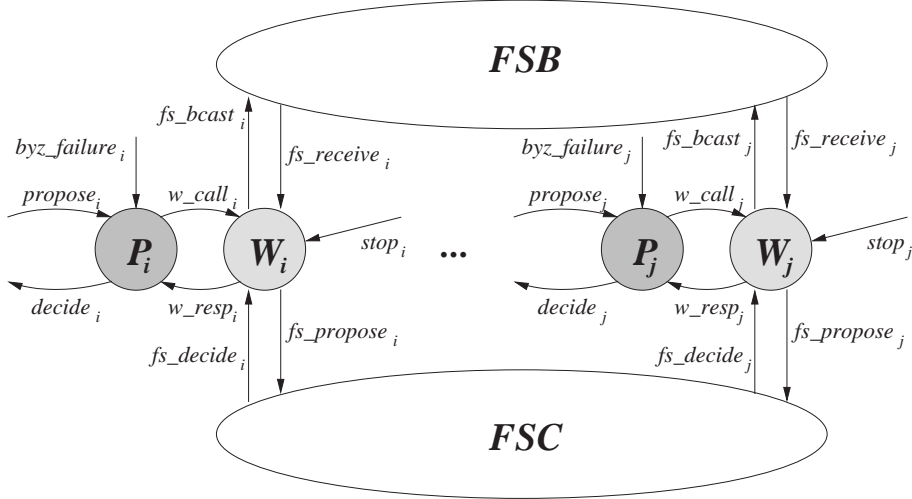 FSB
fs_bcast i
fs_receive i
byz_failure i
propose i
w_call i
P i
W i
stop i
decide i
w_resp i
fs_decide i
fs_propose i
...
fs_bcast j
fs_receive j
byz_failure j
propose j
w_call j
P j
W j
stop j
decide j
w_resp j
fs_decide j
fs_propose j
FSC